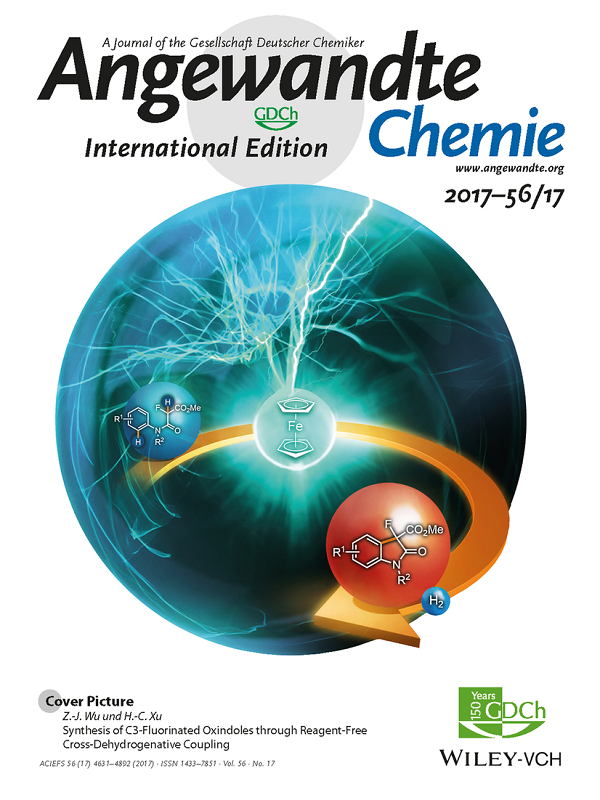 A Journal of the Gesellschaft Deutscher Chemiker
Angewandte
GDCh
Chemie
International Edition
www.angewandte.org
2017–56/17
H
F
CO2Me
R1
N
O
H
R2
Fe
F
CO2Me
R1
O
N
R2
H2
Cover Picture
Z.-J. Wu und H.-C. Xu
Synthesis of C3-Fluorinated Oxindoles through Reagent-Free
Cross-Dehydrogenative Coupling
ACIEFS 56 (17) 4631–4892 (2017) · ISSN 1433–7851 · Vol. 56 · No. 17
150 Years
GDCh
WILEY-VCH